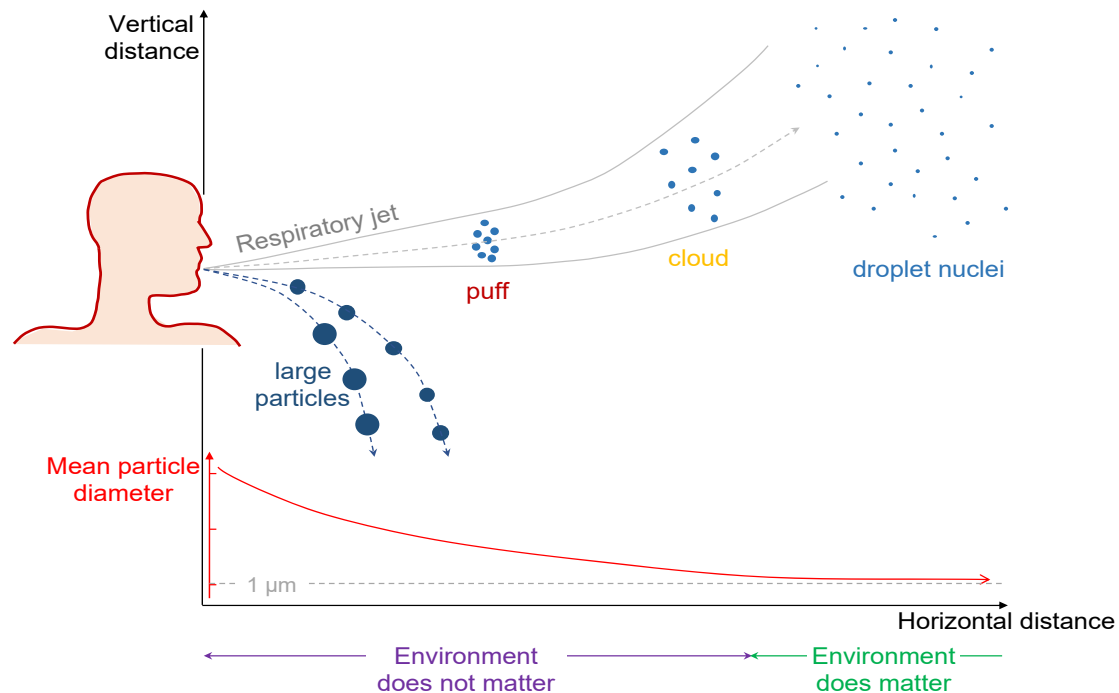 Vertical
distance
Respiratory jet
puff
cloud
droplet nuclei
large
particles
Mean particle
diameter
1 μm
Horizontal distance
Environment
does not matter
Environment
does matter